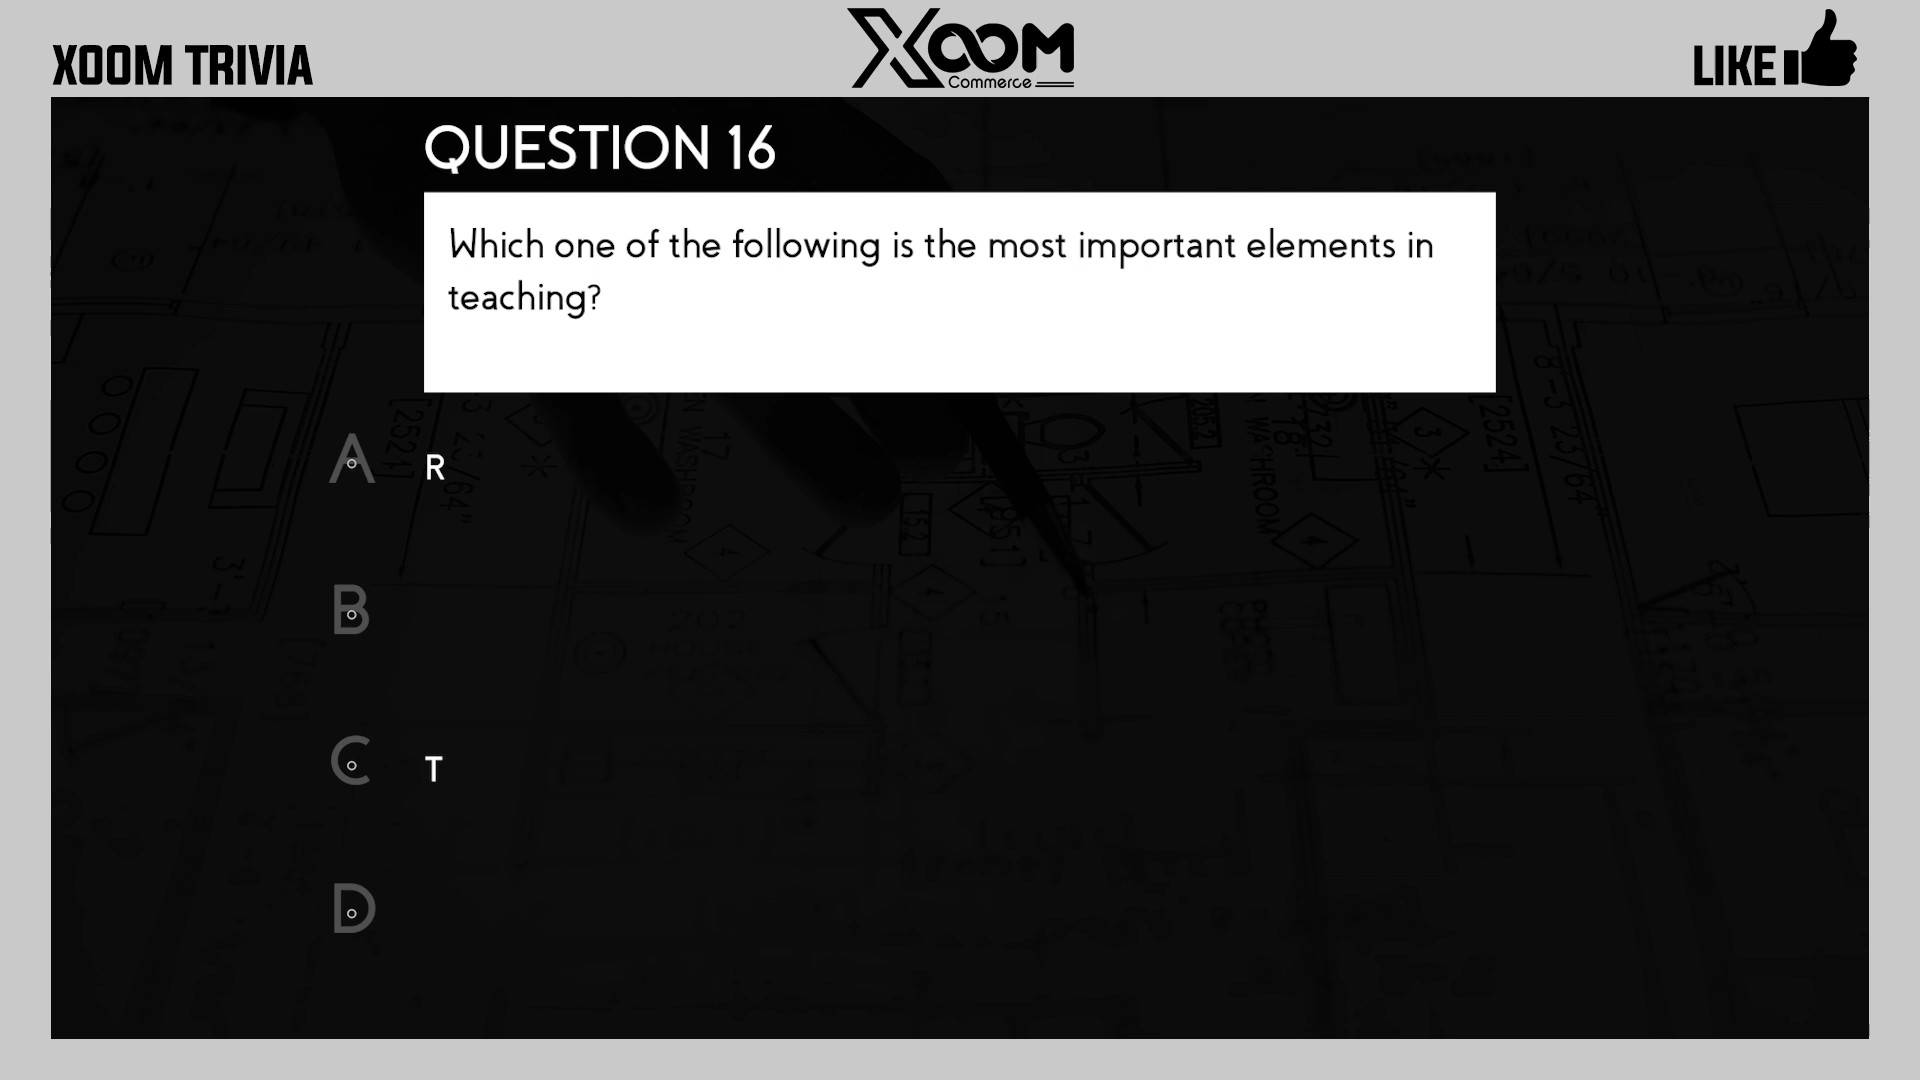 XOOM TRIVIA
XOOM
Commerce
LIKE
QUESTION 16
Which one of the following is the most important elements in
teaching?
A R
B
C T
D